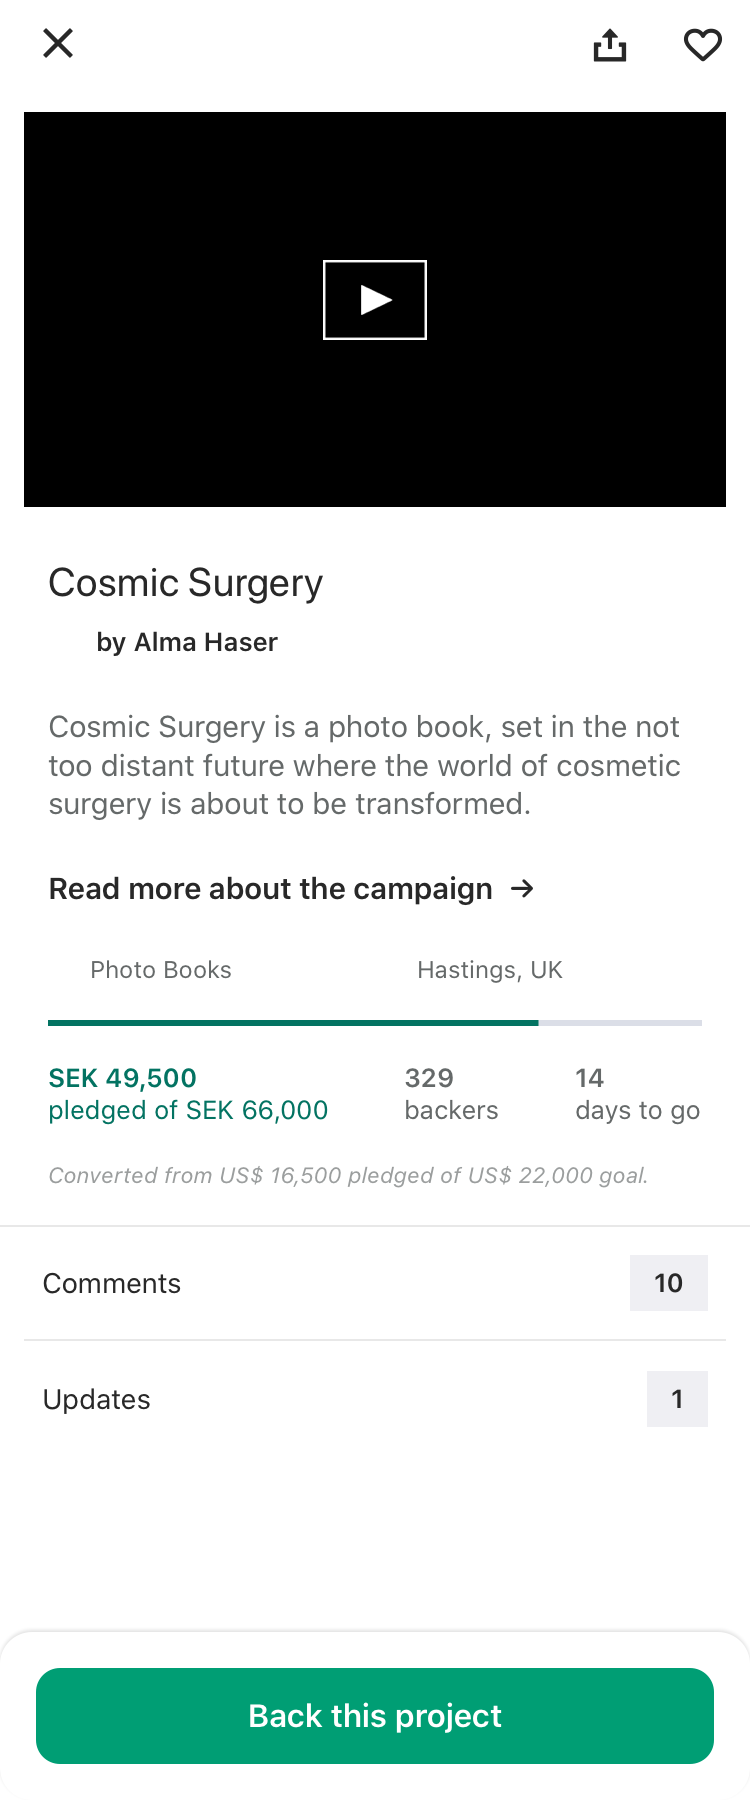 Cosmic Surgery
by Alma Haser
Cosmic Surgery is a photo book, set in the not
too distant future where the world of cosmetic
surgery is about to be transformed.
Read more about the campaign →
Photo Books
Hastings, UK
SEK 49,500
pledged of SEK 66,000
329
backers
14
days to go
Converted from US$ 16,500 pledged of US$ 22,000 goal.
Comments
10
Updates
1
Back this project